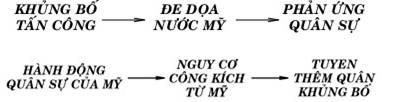 KHỦNG BỐ TẤN CÔNG
ĐE DỌA NƯỚC MỸ
PHẢN ỨNG QUÂN SỰ
HÀNH ĐỘNG QUÂN SỰ CỦA MỸ
NGUY CƠ CÔNG KÍCH TỪ MỸ
TUYEN THÊM QUÂN KHỦNG BỐ